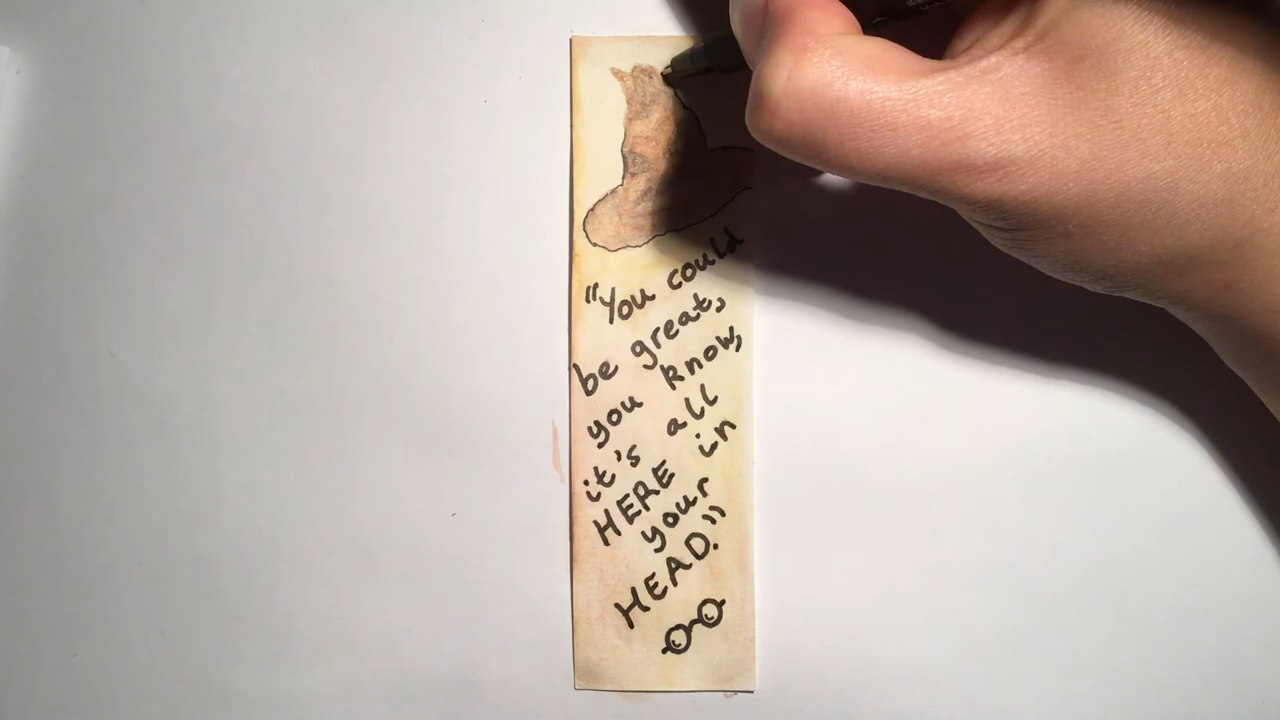 "You could
be great,
you know,
it's all
HERE in
your
HEAD."